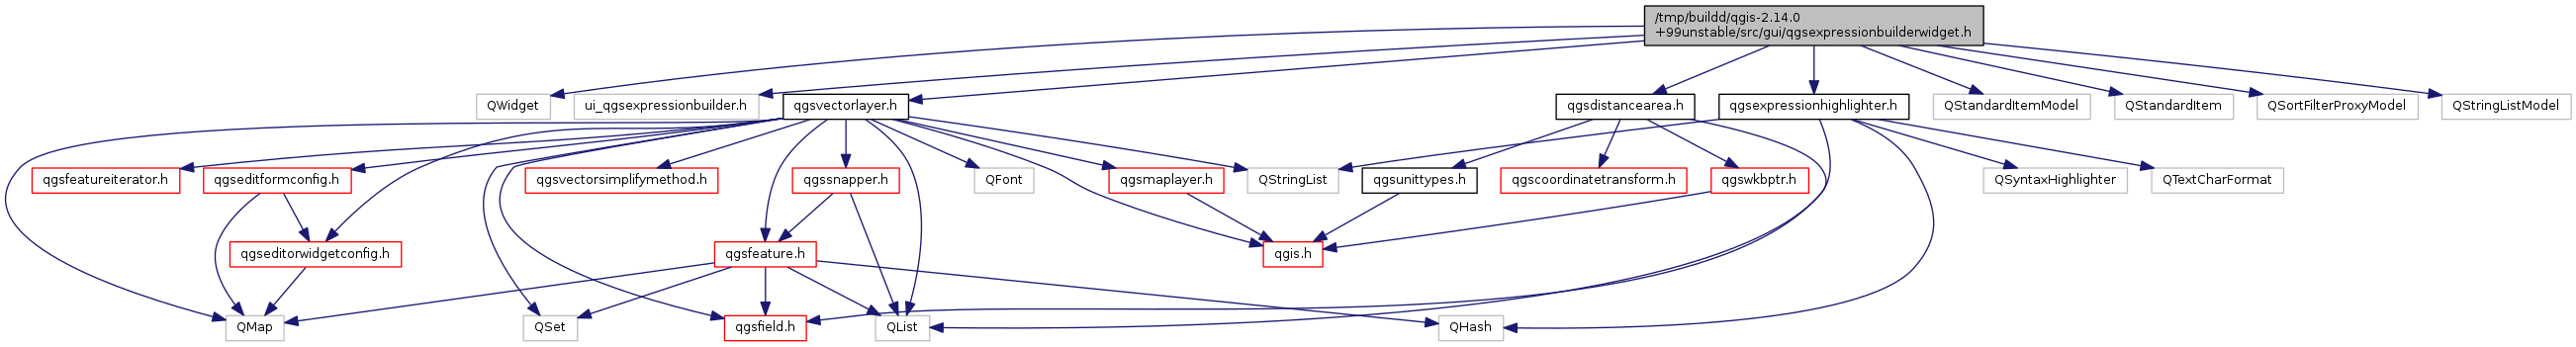 /tmp/buildd/qgis-2.14.0
+99unstable/src/gui/qgsexpressionbuilderwidget.h
QWidget
ui_qgsexpressionbuilder.h
qgsvectorlayer.h
qgsdistancearea.h
qgsexpressionhighlighter.h
QStandardItemModel
QStandardItem
QSortFilterProxyModel
QStringListModel
qgsfeatureiterator.h
qgseditformconfig.h
qgsvectorsimplifymethod.h
qgssnapper.h
QFont
qgsmaplayer.h
QStringList
qgsunittypes.h
qgscoordinatetransform.h
qgswkbptr.h
QSyntaxHighlighter
QTextCharFormat
qgseditorwidgetconfig.h
qgsfeature.h
qgis.h
QMap
QSet
qgsfield.h
QList
QHash